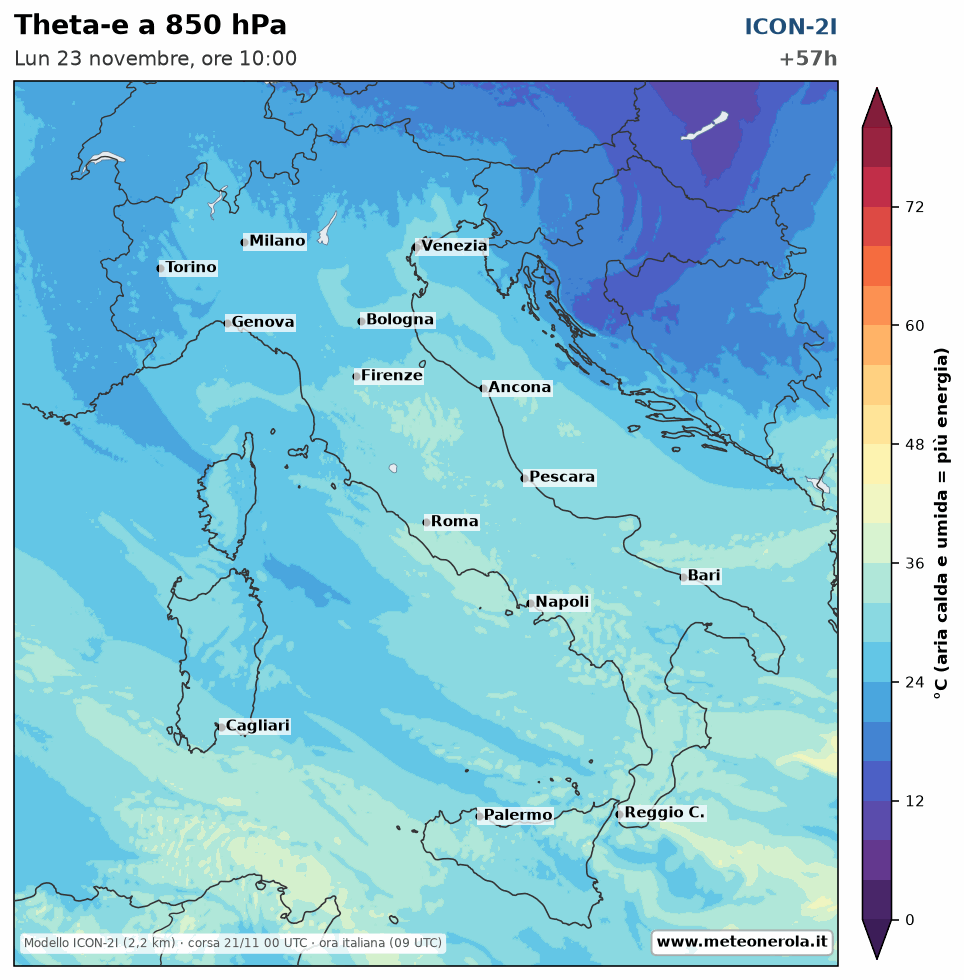 Theta-e a 850 hPa
ICON-2I
Lun 23 novembre, ore 10:00
+57h
Milano
Venezia
Torino
Genova
Bologna
Firenze
Ancona
Pescara
Roma
Bari
Napoli
Cagliari
Palermo
Reggio C.
72
60
48
36
24
12
0
°C (aria calda e umida = più energia)
Modello ICON-2I (2,2 km) · corsa 21/11 00 UTC · ora italiana (09 UTC)
www.meteonerola.it